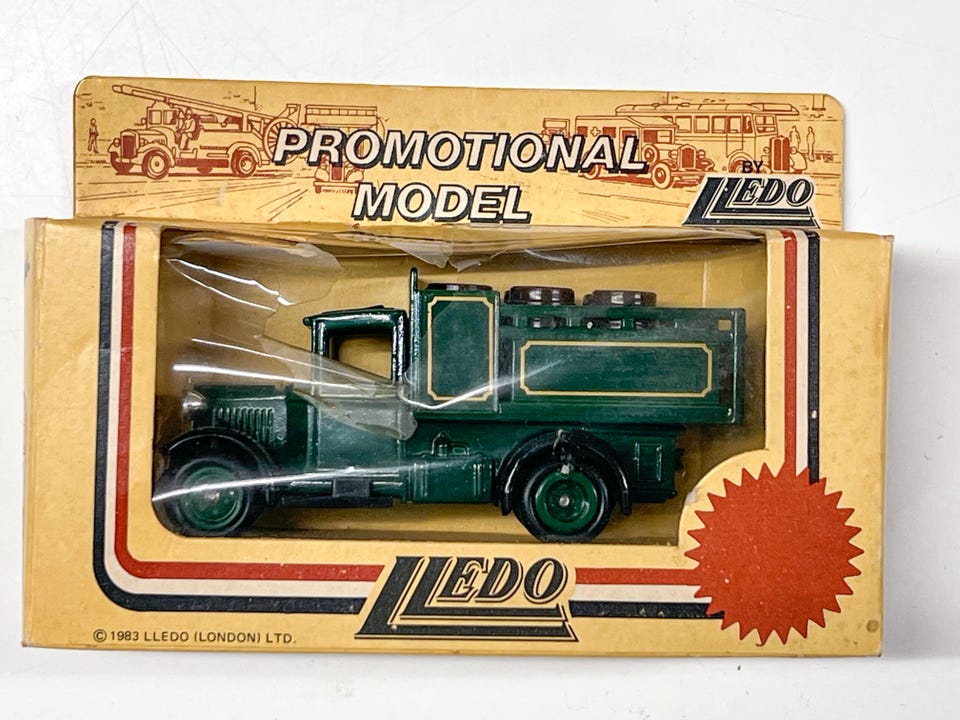 PROMOTIONAL
MODEL
BY
LLEDO
LLEDO
© 1983 LLEDO (LONDON) LTD.